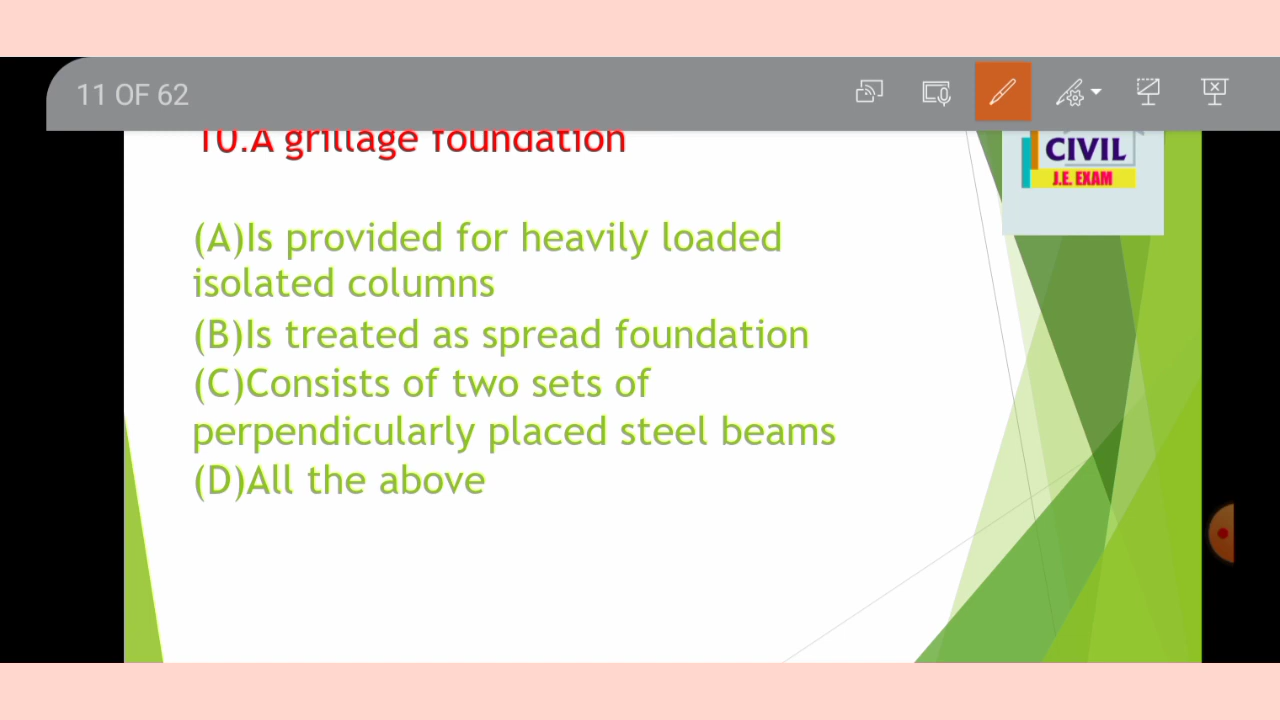 11 OF 62
10.A grillage foundation
CIVIL
J.E. EXAM
(A)Is provided for heavily loaded
isolated columns
(B)Is treated as spread foundation
(C)Consists of two sets of
perpendicularly placed steel beams
(D)All the above